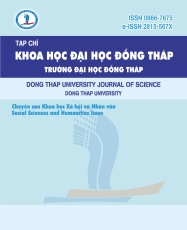 ISSN 0866-7675
e-ISSN 2815-567X
TẠP CHÍ
KHOA HỌC ĐẠI HỌC ĐỒNG THÁP
TRƯỜNG ĐẠI HỌC ĐỒNG THÁP
DONG THAP UNIVERSITY JOURNAL OF SCIENCE
DONG THAP UNIVERSITY
Chuyên san Khoa học Xã hội và Nhân văn
Social Sciences and Humanities Issue